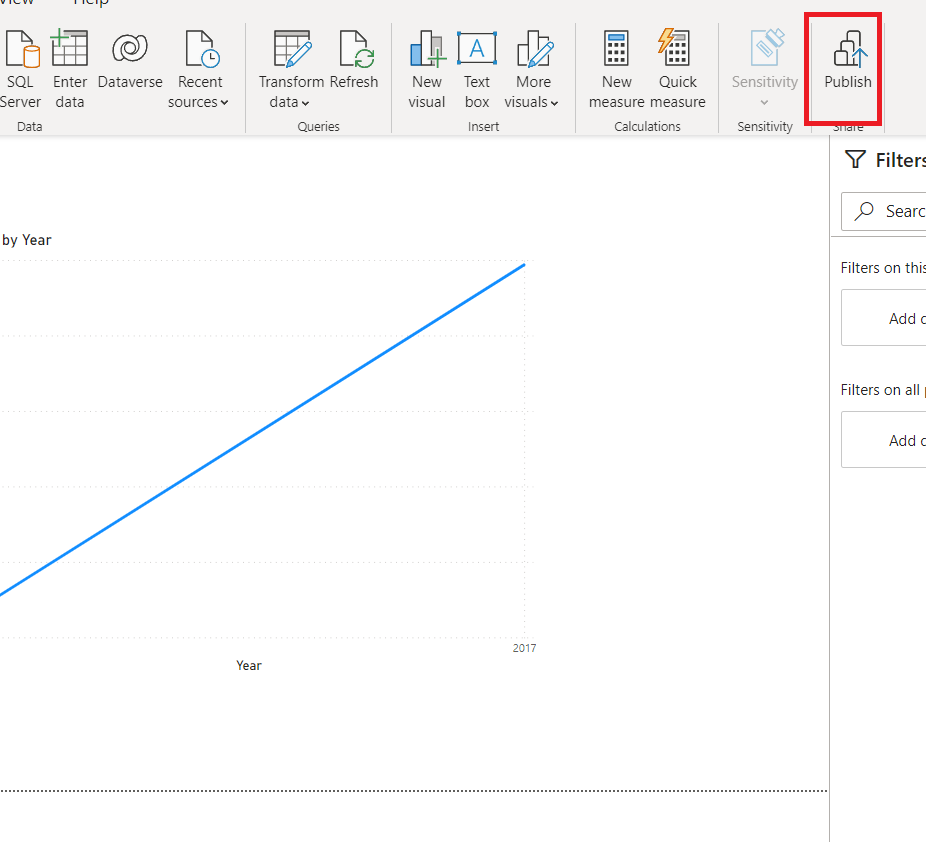 View Help
SQL Server
Enter data
Dataverse
Recent sources
Transform data
Refresh
New visual
Text box
More visuals
New measure
Quick measure
Sensitivity
Publish
Data
Queries
Insert
Calculations
Sensitivity
Share
Filters
Searc
by Year
Filters on this
Add d
Filters on all
Add d
2017
Year